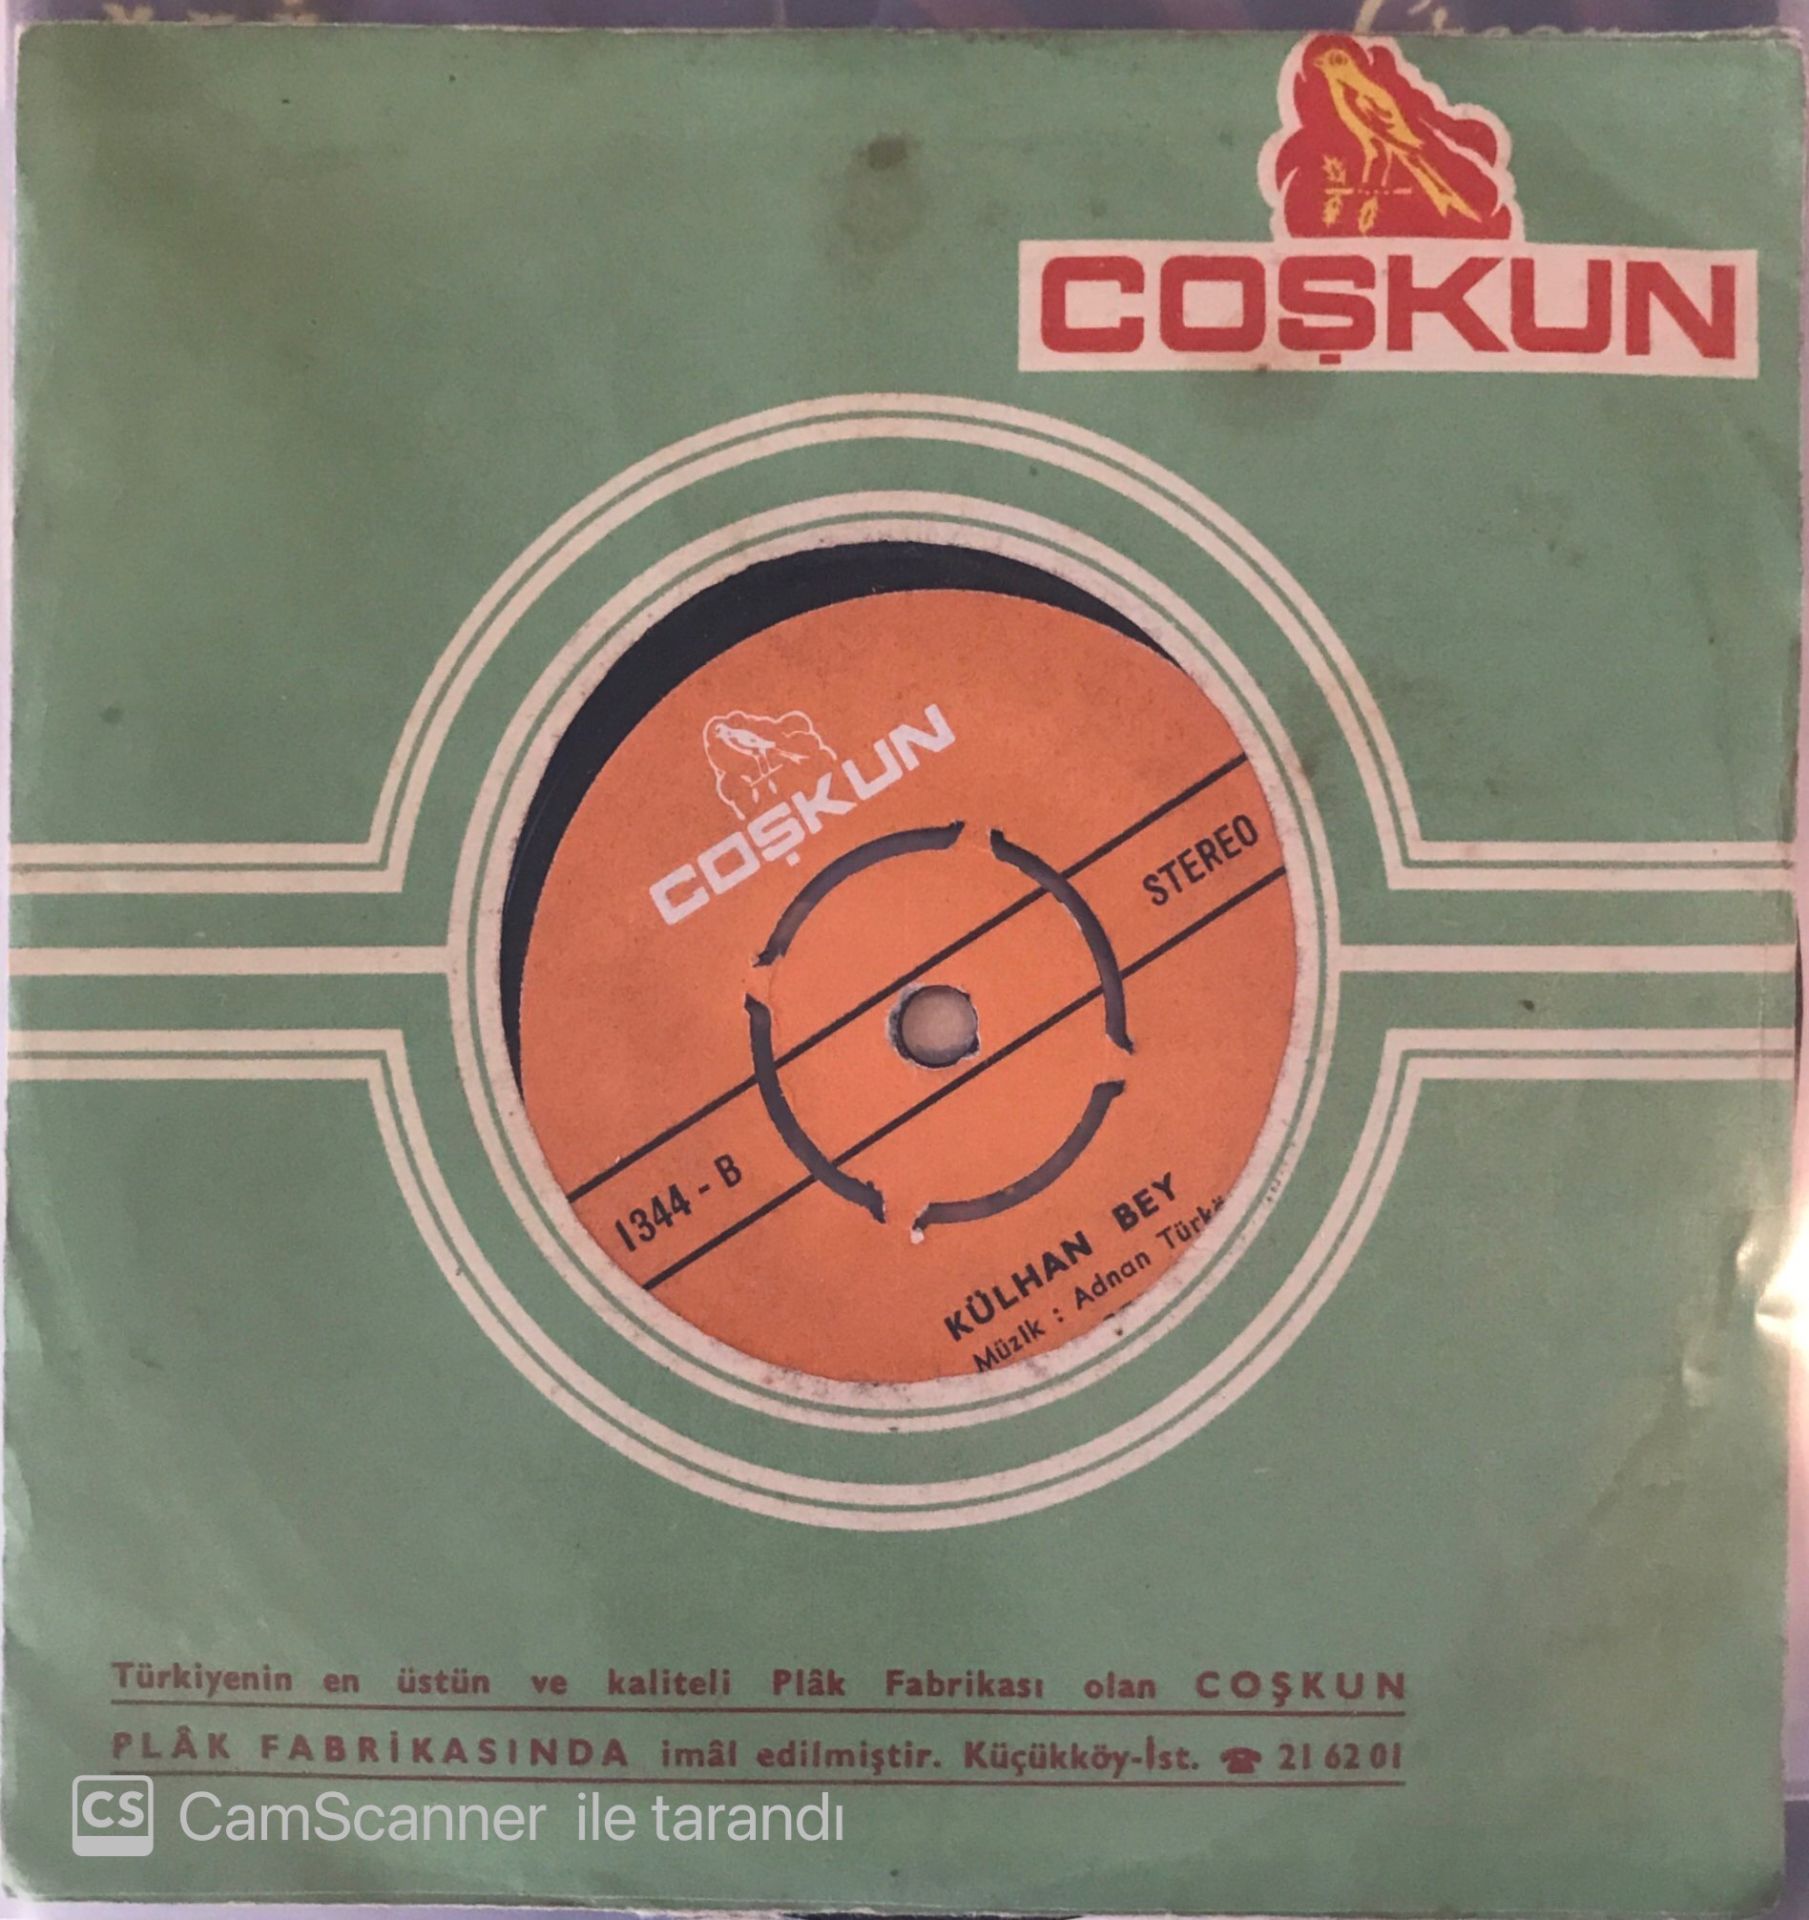 COŞKUN
COŞKUN
STEREO
1344 - B
KÜLHAN BEY
Müzik : Adnan
Türkiyenin en üstün ve kaliteli Plâk Fabrikası olan COŞKUN
PLÂK FABRİKASINDA imâl edilmiştir. Küçükköy-İst. ☎ 21 62 01
CS CamScanner ile tarandı